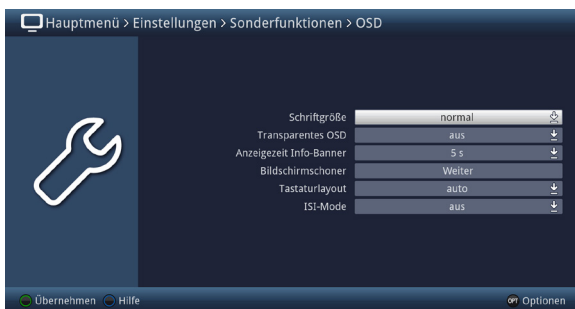 Hauptmenü > Einstellungen > Sonderfunktionen > OSD
Schriftgröße normal
Transparentes OSD aus
Anzeigezeit Info-Banner 5 s
Bildschirmschoner Weiter
Tastaturlayout auto
ISI-Mode aus
Übernehmen Hilfe OPT Optionen